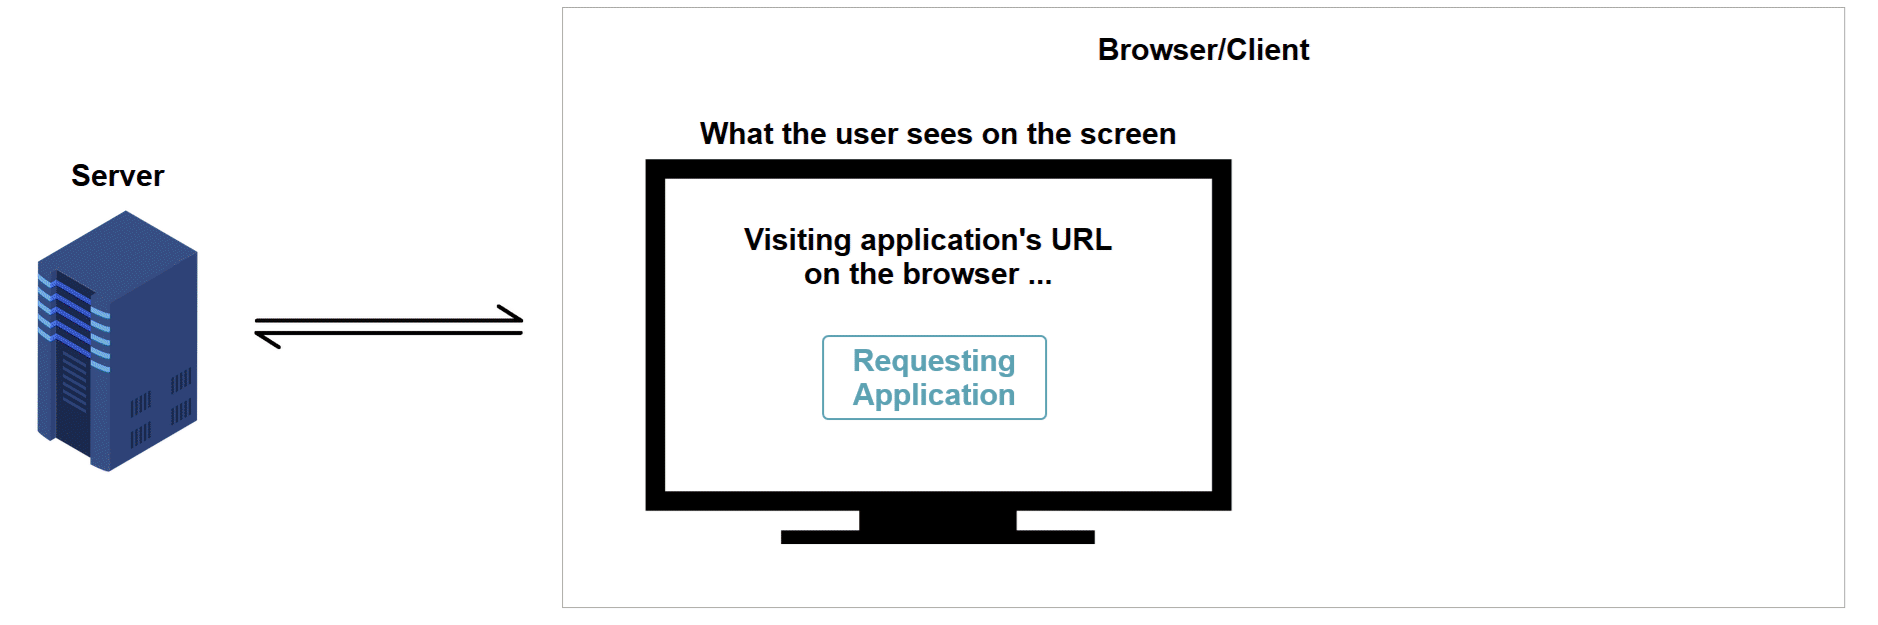 Browser/Client
What the user sees on the screen
Server
Visiting application's URL
on the browser ...
Requesting
Application